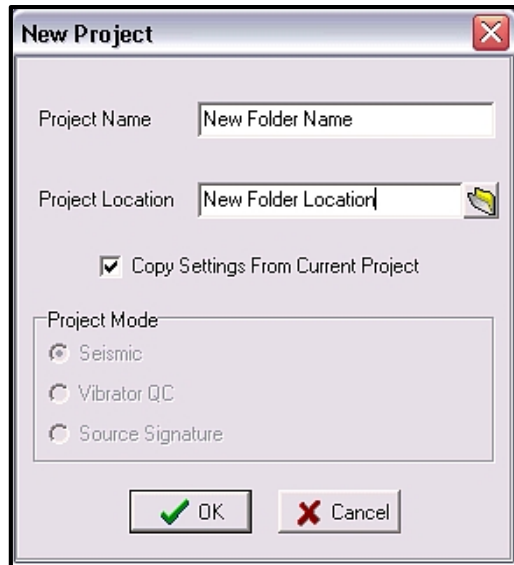 New Project
Project Name New Folder Name
Project Location New Folder Location
Copy Settings From Current Project
Project Mode
Seismic
Vibrator QC
Source Signature
OK Cancel